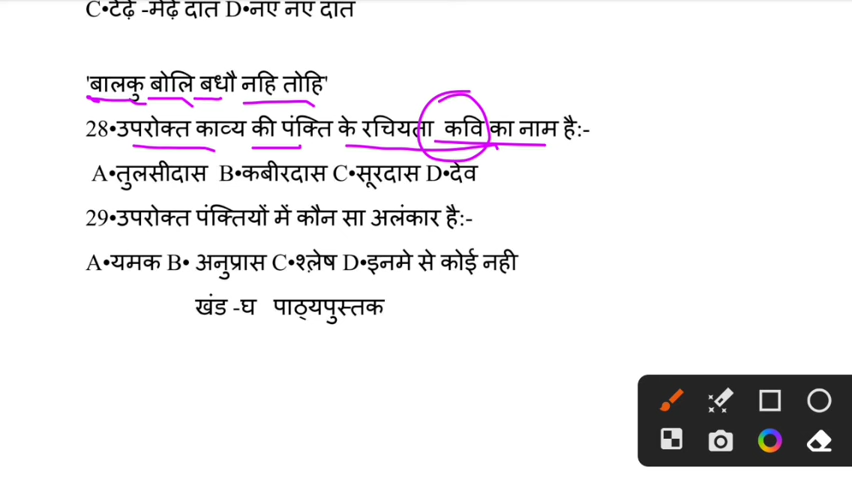 C•टेढ़े -मेढ़े दांत D•नए नए दांत
'बालकु बोलि बधौ नहि तोहि'
28•उपरोक्त काव्य की पंक्ति के रचियता कवि का नाम है:-
A•तुलसीदास B•कबीरदास C•सूरदास D•देव
29•उपरोक्त पंक्तियों में कौन सा अलंकार है:-
A•यमक B• अनुप्रास C•श्लेष D•इनमे से कोई नही
खंड -घ पाठ्यपुस्तक